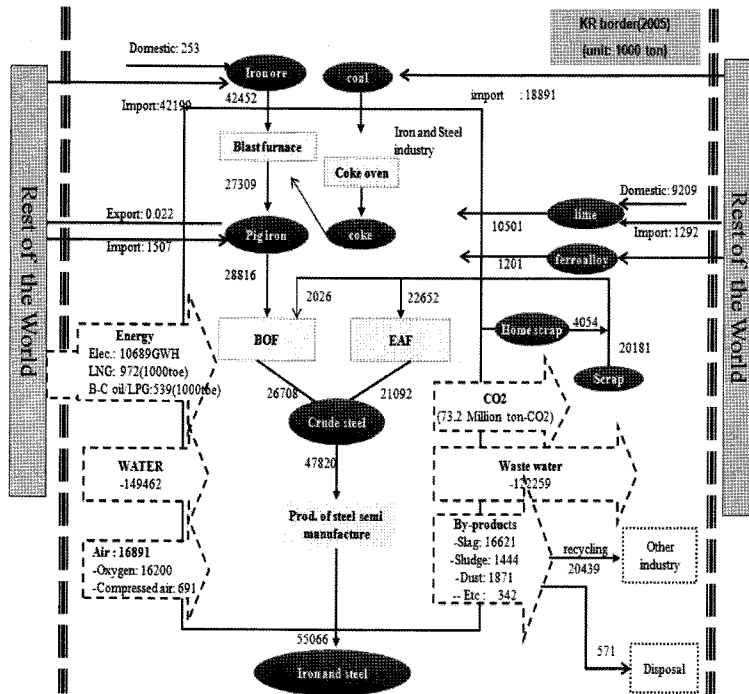 KR border(2005)
(unit: 1000 ton)
Domestic: 253
Iron ore
coal
42452
Import:42199
import :18891
Iron and Steel
industry
Blast furnace
Coke oven
27309
Domestic: 9209
lime
Export: 0.022
10501
Import: 1292
Pig iron
coke
Import: 1507
ferroalloy
1201
28816
2026
22652
Rest of the World
Rest of the World
Energy
Elec.: 10689GWH
LNG: 972(1000toe)
B-C oil/LPG:539(1000toe)
BOF
EAF
Home scrap
4054
20181
Scrap
26708
21092
CO2
(73.2 Million ton-CO2)
Crude steel
47820
WATER
-149462
Waste water
-122259
Prod. of steel semi
manufacture
By-products
-Slag: 16621
-Sludge: 1444
-Dust: 1871
-- Etc : 342
Air : 16891
-Oxygen: 16200
-Compressed air: 691
recycling
20439
Other
industry
55066
571
Iron and steel
Disposal